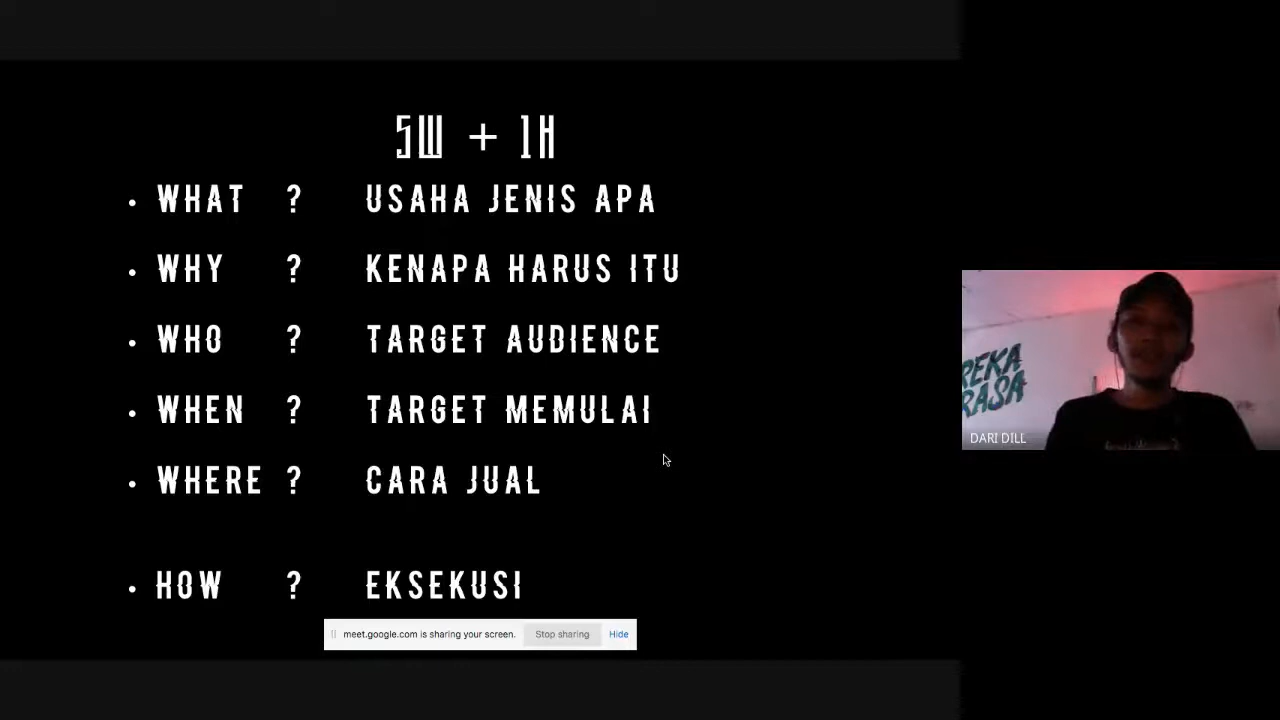 5W + 1H
• WHAT ? USAHA JENIS APA
• WHY ? KENAPA HARUS ITU
• WHO ? TARGET AUDIENCE
• WHEN ? TARGET MEMULAI
• WHERE ? CARA JUAL
• HOW ? EKSEKUSI
meet.google.com is sharing your screen. Stop sharing Hide
REKA
RASA
DARI DILL